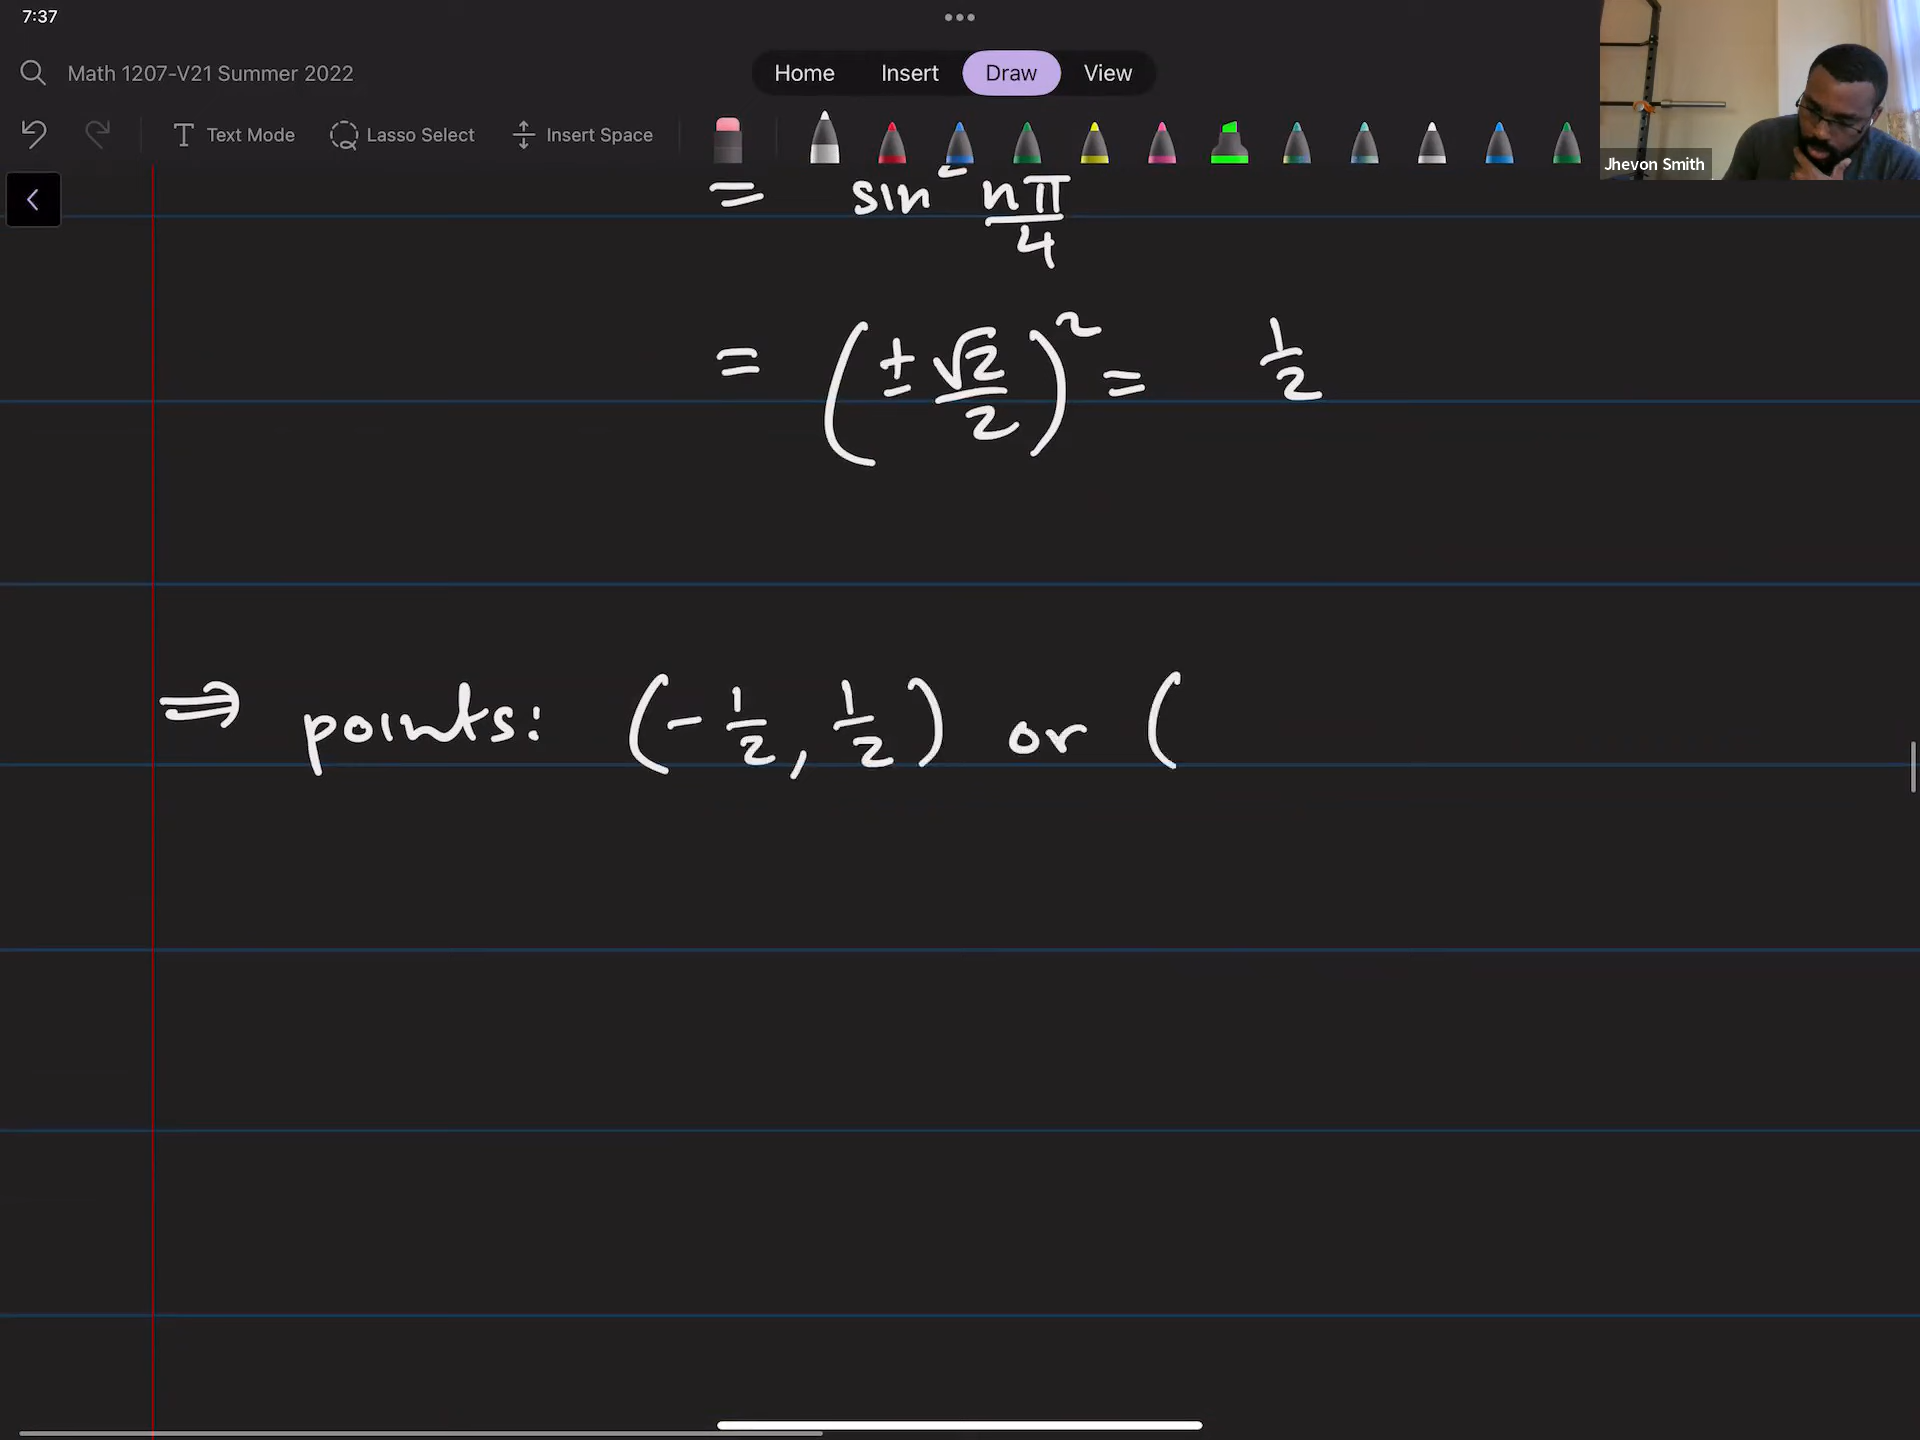 7:37
Math 1207-V21 Summer 2022
Home Insert Draw View
Text Mode Lasso Select Insert Space
Jhevon Smith
= sin² nπ/4
= (± √2/2)² = 1/2
⇒ points: (-1/2, 1/2) or (